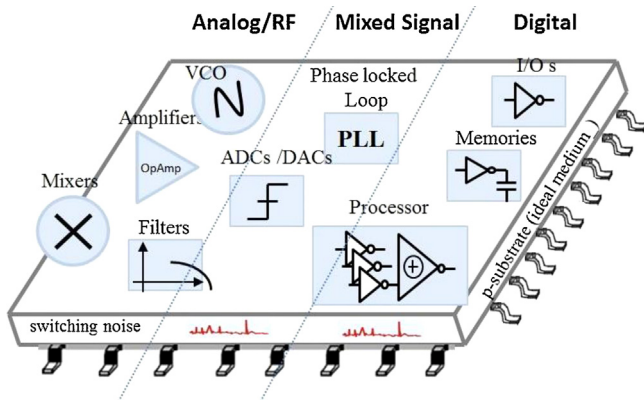 Analog/RF Mixed Signal Digital
VCO
I/O s
Phase locked
Loop
Amplifiers
PLL
Memories
OpAmp
ADCs /DACs
Mixers
Processor
Filters
p-substrate (ideal medium )
switching noise